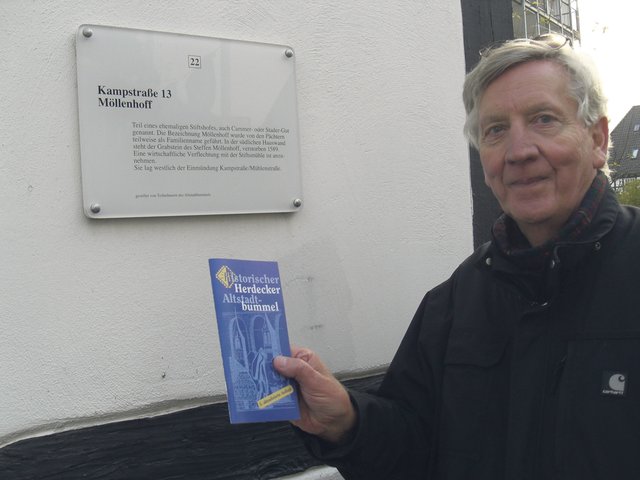 22
Kampstraße 13
Möllenhoff
Teil eines ehemaligen Stiftshofes, auch Cammer- oder Stader-Gut
genannt. Die Bezeichnung Möllenhoff wurde von den Pächtern
teilweise als Familienname geführt. In der südlichen Hauswand
steht der Grabstein des Steffen Möllenhoff, verstorben 1589.
Eine wirtschaftliche Verflechtung mit der Stiftsmühle ist anzu-
nehmen.
Sie lag westlich der Einmündung Kampstraße/Mühlenstraße.
gestiftet von
Historischer
Herdecker
Altstadt-
bummel
carhartt